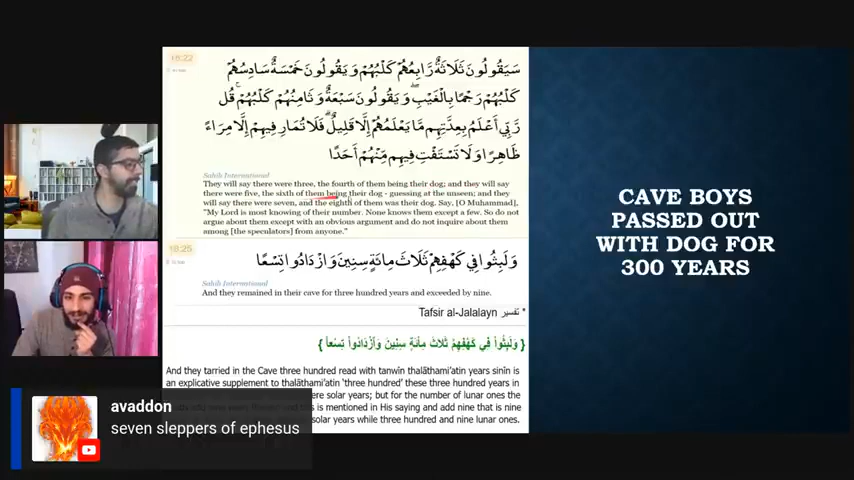 18:22
سَيَقُولُونَ ثَلَاثَةٌ رَّابِعُهُمْ كَلْبُهُمْ وَيَقُولُونَ خَمْسَةٌ سَادِسُهُمْ
كَلْبُهُمْ رَجْمًا بِالْغَيْبِ ۖ وَيَقُولُونَ سَبْعَةٌ وَثَامِنُهُمْ كَلْبُهُمْ ۚ قُل
رَّبِّي أَعْلَمُ بِعِدَّتِهِم مَّا يَعْلَمُهُمْ إِلَّا قَلِيلٌ ۗ فَلَا تُمَارِ فِيهِمْ إِلَّا مِرَاءً
ظَاهِرًا وَلَا تَسْتَفْتِ فِيهِم مِّنْهُمْ أَحَدًا
Sahih International
They will say there were three, the fourth of them being their dog; and they will say
there were five, the sixth of them being their dog - guessing at the unseen; and they
will say there were seven, and the eighth of them was their dog. Say, [O Muhammad],
"My Lord is most knowing of their number. None knows them except a few. So do not
argue about them except with an obvious argument and do not inquire about them
among [the speculators] from anyone."
18:25
وَلَبِثُوا فِي كَهْفِهِمْ ثَلَاثَ مِائَةٍ سِنِينَ وَازْدَادُوا تِسْعًا
Sahih International
And they remained in their cave for three hundred years and exceeded by nine.
* تفسير Tafsir al-Jalalayn
{ وَلَبِثُواْ فِي كَهْفِهِمْ ثَلاثَ مِاْئَةٍ سِنِينَ وَٱزْدَادُواْ تِسْعاً }
And they tarried in the Cave three hundred read with tanwīn thalāthami'atin years sinīn is
an explicative supplement to thalāthami'atin 'three hundred' these three hundred years in
ere solar years; but for the number of lunar ones the
is is mentioned in His saying and add nine that is nine
solar years while three hundred and nine lunar ones.
CAVE BOYS
PASSED OUT
WITH DOG FOR
300 YEARS
avaddon
seven sleppers of ephesus